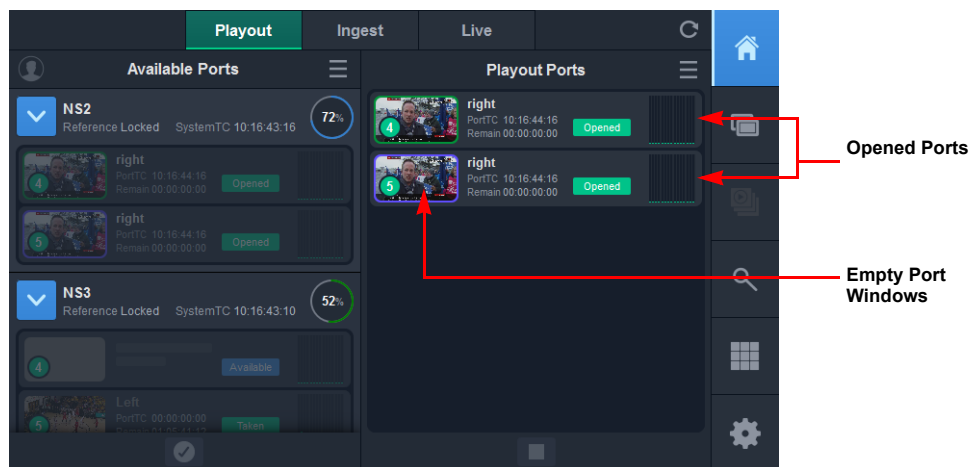 Playout Ingest Live
Available Ports
NS2
Reference Locked SystemTC 10:16:43:16
72%
right
4
PortTC 10:16:44:16
Remain 00:00:00:00
Opened
right
5
PortTC 10:16:44:16
Remain 00:00:00:00
Opened
NS3
Reference Locked SystemTC 10:16:43:10
52%
4
Available
Left
5
PortTC 00:00:00:00
Taken
Playout Ports
right
4
PortTC 10:16:44:16
Remain 00:00:00:00
Opened
right
5
PortTC 10:16:44:16
Remain 00:00:00:00
Opened
Opened Ports
Empty Port
Windows